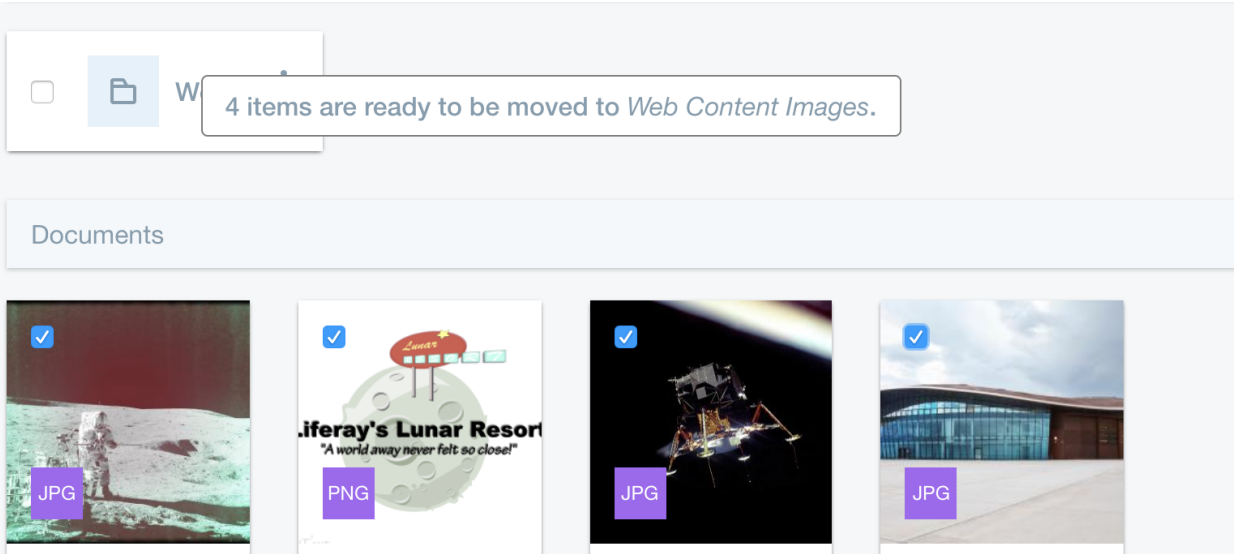 4 items are ready to be moved to Web Content Images.
Documents
Lunar
.iferay's Lunar Resort
"A world away never felt so close!"
JPG
PNG
JPG
JPG